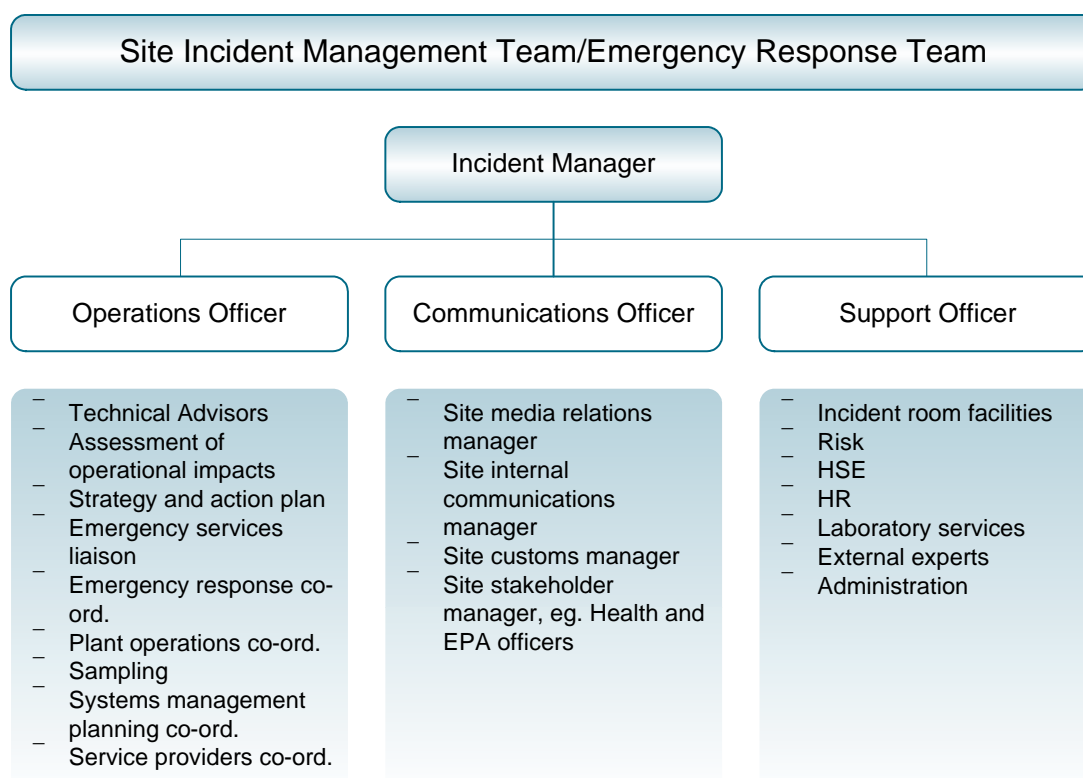 Site Incident Management Team/Emergency Response Team
Incident Manager
Operations Officer
Communications Officer
Support Officer
– Technical Advisors
– Assessment of
operational impacts
– Strategy and action plan
– Emergency services
liaison
– Emergency response co-
ord.
– Plant operations co-ord.
– Sampling
– Systems management
planning co-ord.
– Service providers co-ord.
– Site media relations
manager
– Site internal
communications
manager
– Site customs manager
– Site stakeholder
manager, eg. Health and
EPA officers
– Incident room facilities
– Risk
– HSE
– HR
– Laboratory services
– External experts
– Administration